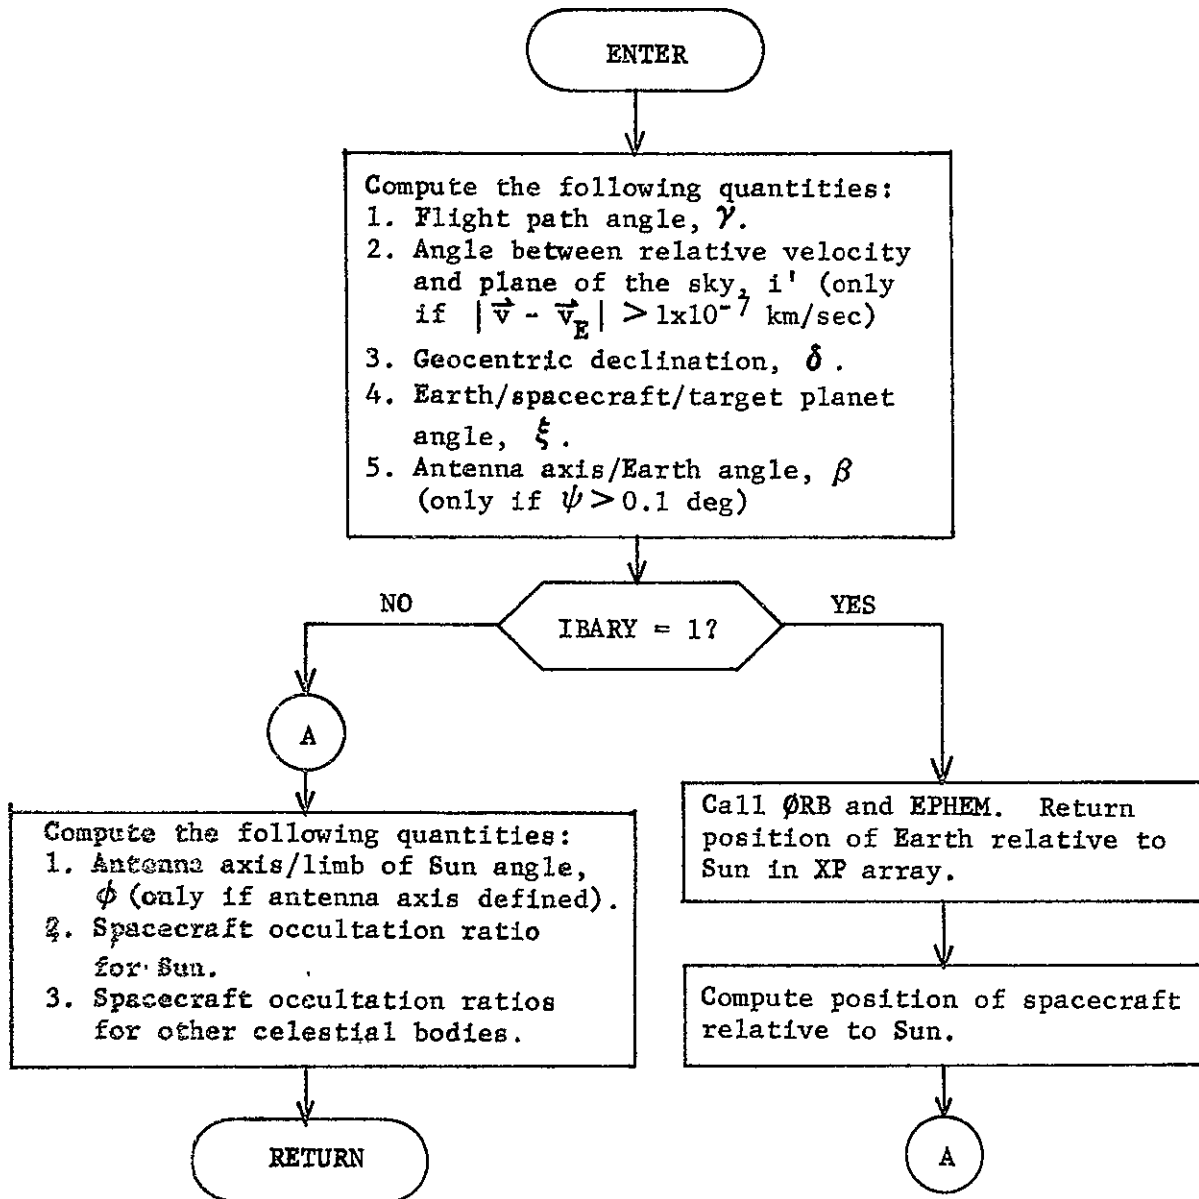 ENTER
Compute the following quantities:
1. Flight path angle, γ.
2. Angle between relative velocity
and plane of the sky, i' (only
if |v⃗ - v⃗_E| > 1x10⁻⁷ km/sec)
3. Geocentric declination, δ.
4. Earth/spacecraft/target planet
angle, ξ.
5. Antenna axis/Earth angle, β
(only if ψ > 0.1 deg)
IBARY = 1?
NO
YES
A
Compute the following quantities:
1. Antenna axis/limb of Sun angle,
ϕ (only if antenna axis defined).
2. Spacecraft occultation ratio
for Sun.
3. Spacecraft occultation ratios
for other celestial bodies.
RETURN
Call ØRB and EPHEM. Return
position of Earth relative to
Sun in XP array.
Compute position of spacecraft
relative to Sun.
A